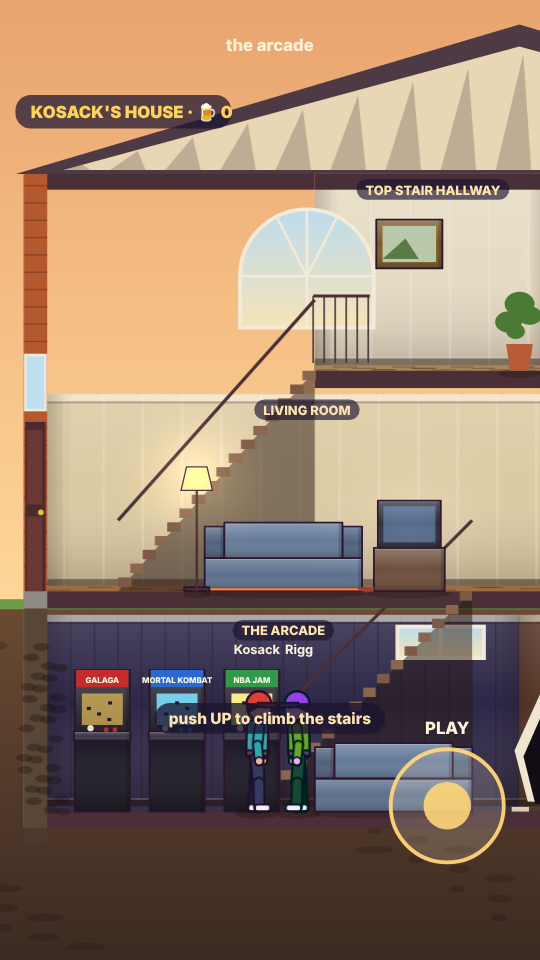 the arcade
KOSACK'S HOUSE · 🍺 0
TOP STAIR HALLWAY
LIVING ROOM
THE ARCADE
Kosack Rigg
GALAGA
MORTAL KOMBAT
NBA JAM
push UP to climb the stairs
PLAY